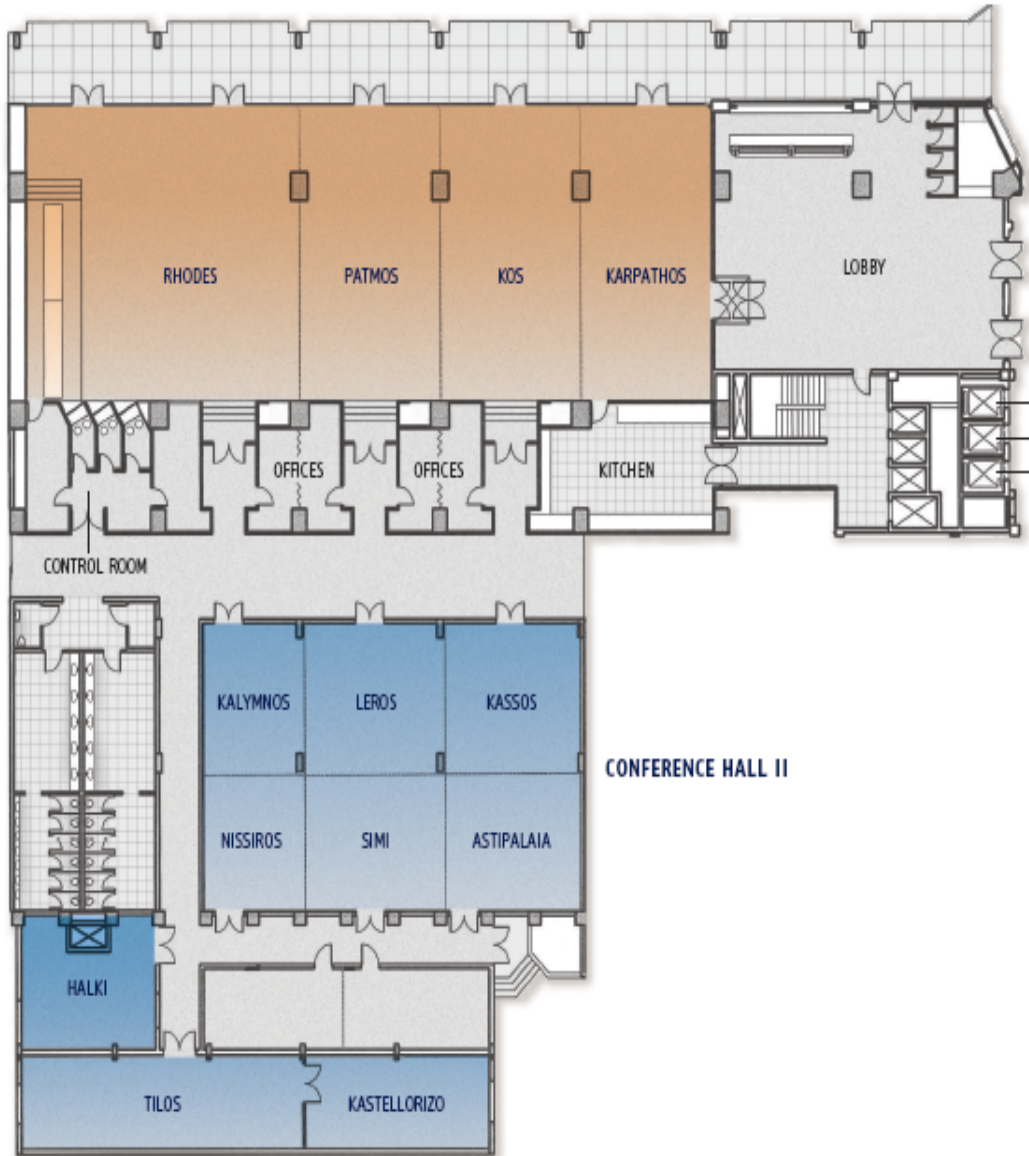 RHODES
PATMOS
KOS
KARPATHOS
LOBBY
OFFICES
OFFICES
KITCHEN
CONTROL ROOM
KALYMNOS
LEROS
KASSOS
CONFERENCE HALL II
NISSIROS
SIMI
ASTIPALAIA
HALKI
TILOS
KASTELLORIZO